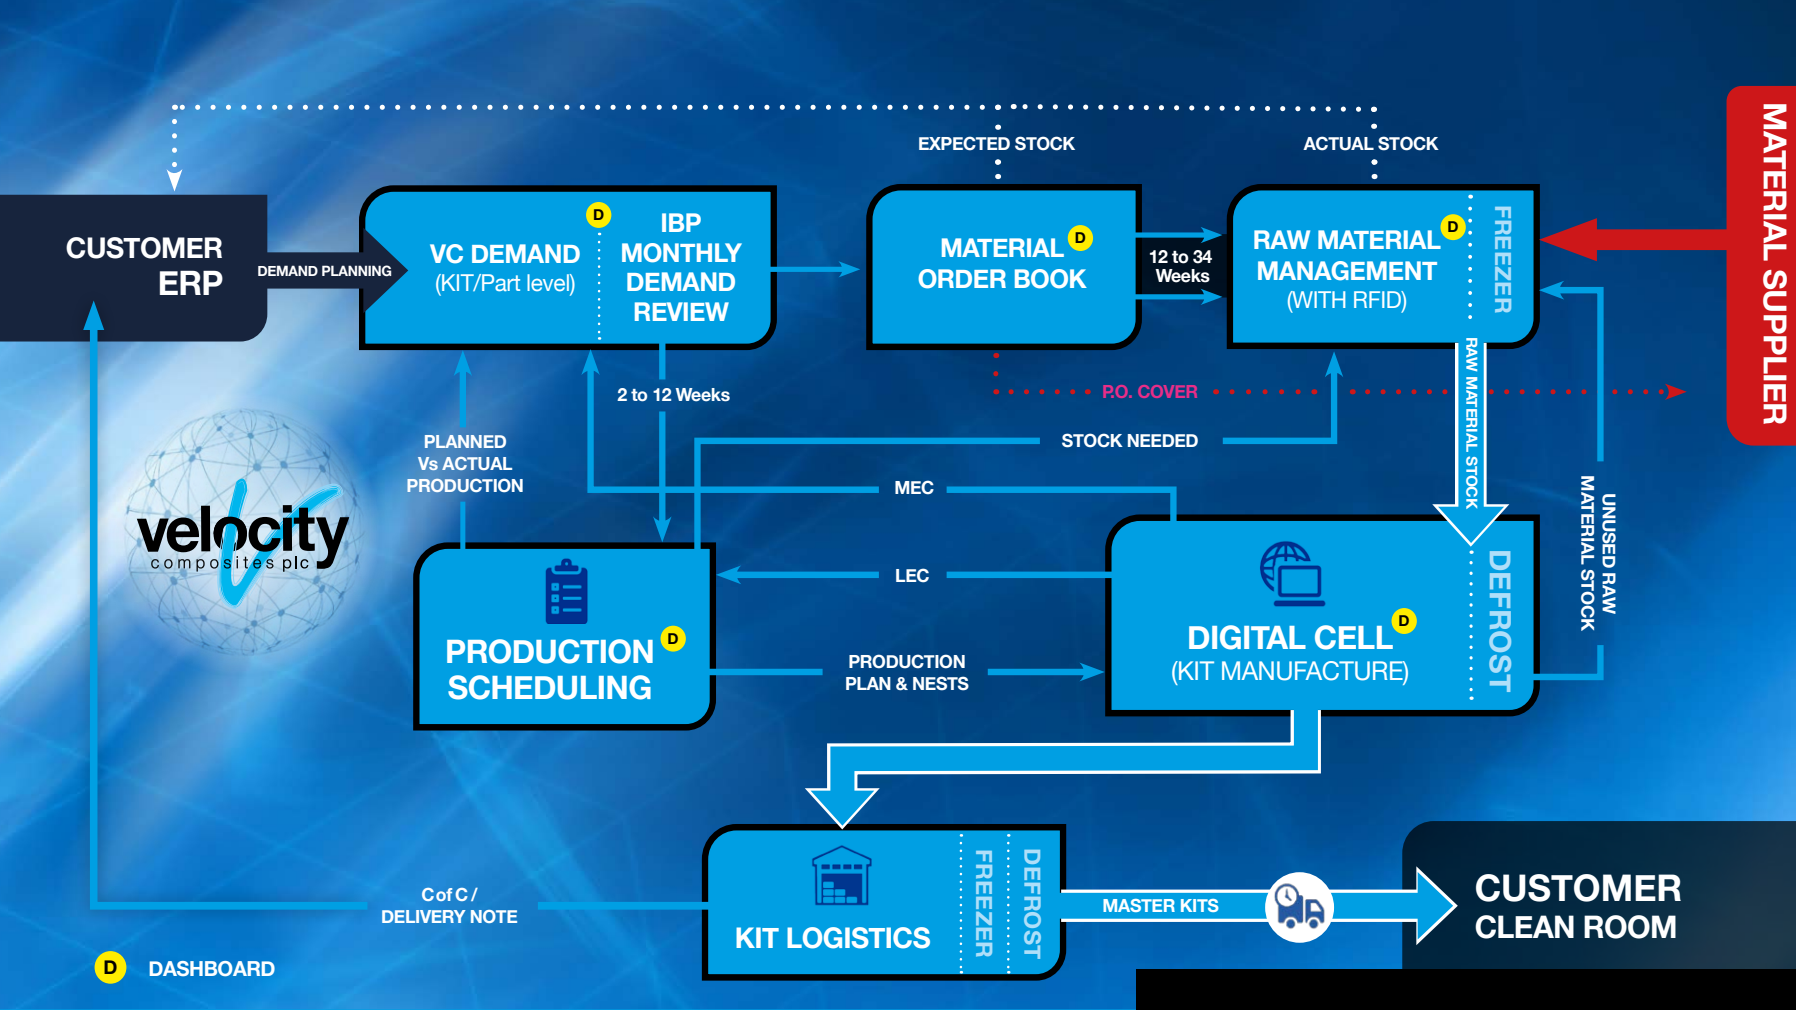 EXPECTED STOCK
ACTUAL STOCK
MATERIAL SUPPLIER
CUSTOMER
ERP
DEMAND PLANNING
VC DEMAND
(KIT/Part level)
D
IBP
MONTHLY
DEMAND
REVIEW
MATERIAL
ORDER BOOK
D
12 to 34
Weeks
RAW MATERIAL
MANAGEMENT
(WITH RFID)
D
FREEZER
2 to 12 Weeks
P.O. COVER
RAW MATERIAL STOCK
PLANNED
Vs ACTUAL
PRODUCTION
STOCK NEEDED
MEC
UNUSED RAW
MATERIAL STOCK
velocity
composites plc
LEC
PRODUCTION
SCHEDULING
D
PRODUCTION
PLAN & NESTS
DIGITAL CELL
(KIT MANUFACTURE)
D
DEFROST
C of C /
DELIVERY NOTE
KIT LOGISTICS
FREEZER
DEFROST
MASTER KITS
CUSTOMER
CLEAN ROOM
D
DASHBOARD